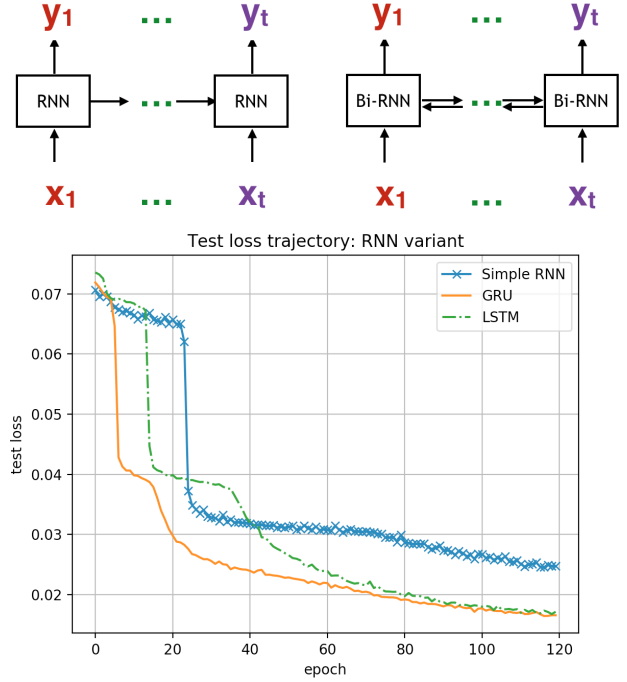 y1 ... yt y1 ... yt
RNN ... RNN Bi-RNN ... Bi-RNN
x1 ... xt x1 ... xt
Test loss trajectory: RNN variant
Simple RNN
GRU
LSTM
0.07
0.06
0.05
0.04
0.03
0.02
test loss
0 20 40 60 80 100 120
epoch